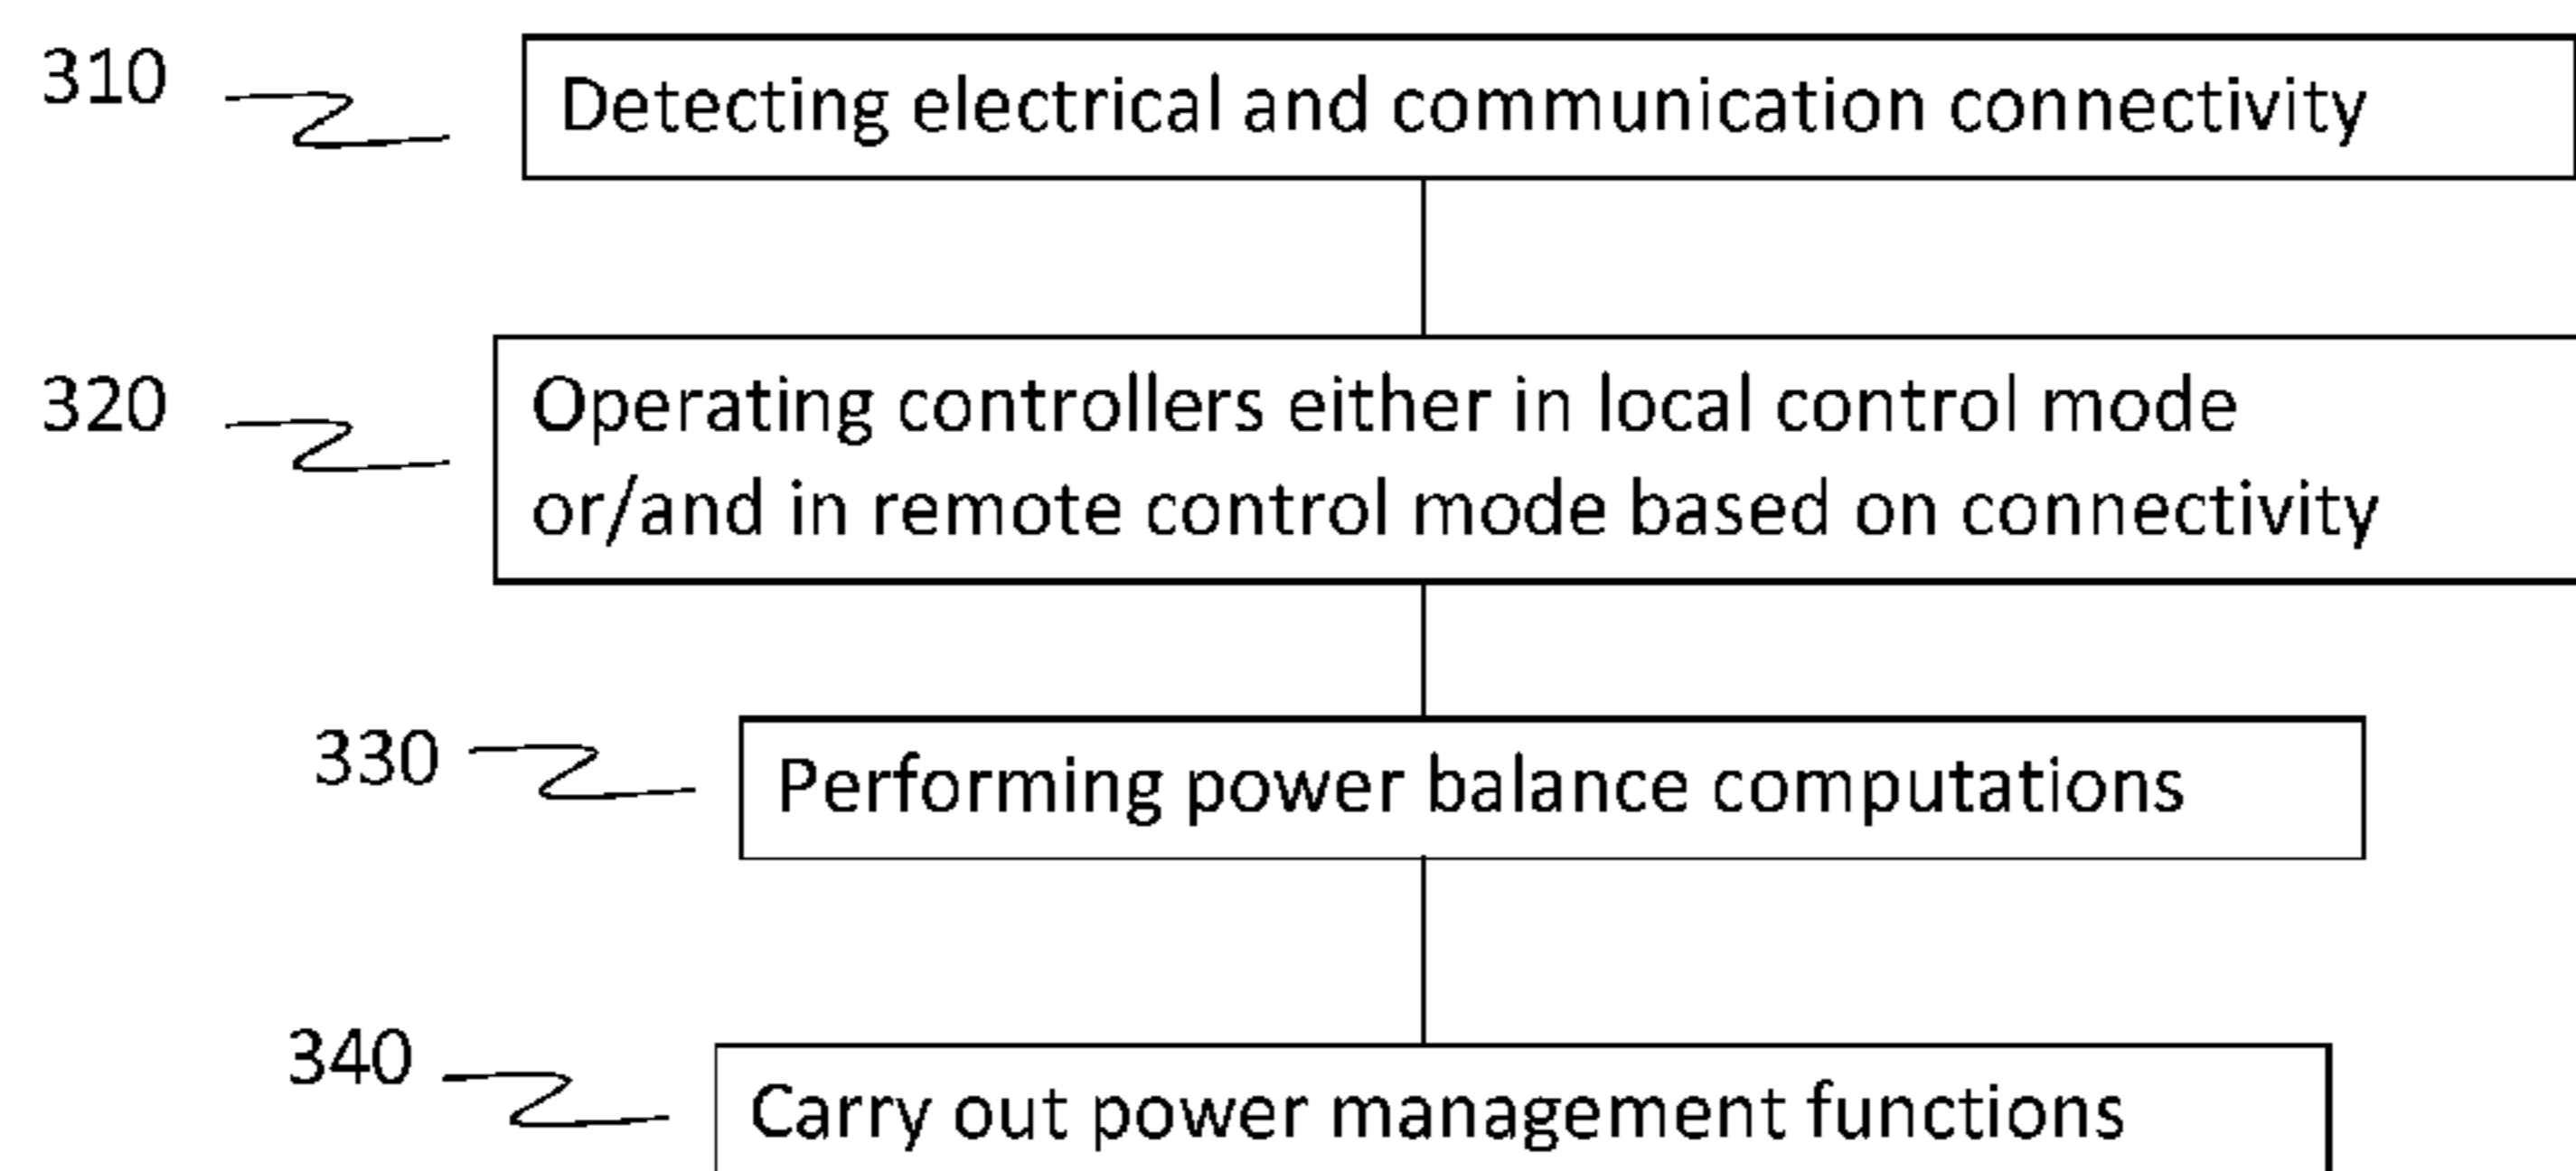 310
Detecting electrical and communication connectivity
320
Operating controllers either in local control mode
or/and in remote control mode based on connectivity
330
Performing power balance computations
340
Carry out power management functions